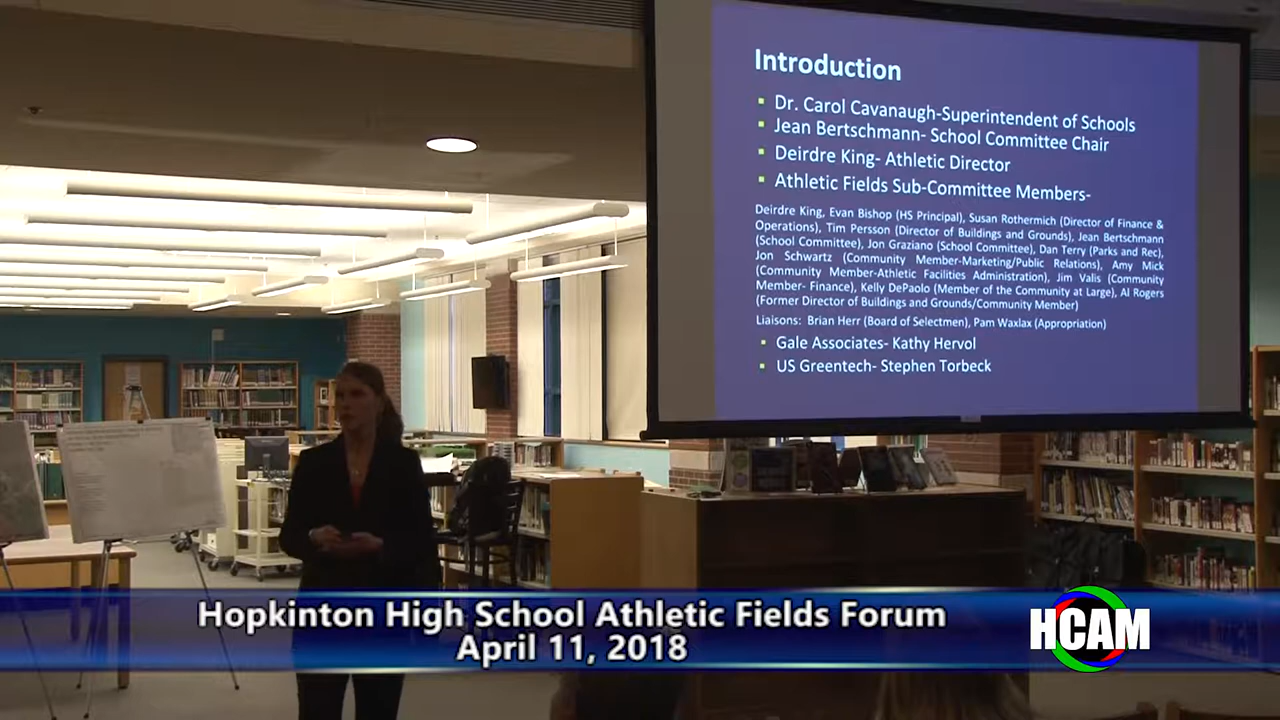 Introduction
Dr. Carol Cavanaugh-Superintendent of Schools
Jean Bertschmann- School Committee Chair
Deirdre King- Athletic Director
Athletic Fields Sub-Committee Members-
Deirdre King, Evan Bishop (HS Principal), Susan Rothermich (Director of Finance &
Operations), Tim Persson (Director of Buildings and Grounds), Jean Bertschmann
(School Committee), Jon Graziano (School Committee), Dan Terry (Parks and Rec),
Jon Schwartz (Community Member-Marketing/Public Relations), Amy Mick
(Community Member-Athletic Facilities Administration), Jim Valis (Community
Member- Finance), Kelly DePaolo (Member of the Community at Large), Al Rogers
(Former Director of Buildings and Grounds/Community Member)
Liaisons: Brian Herr (Board of Selectmen), Pam Waxlax (Appropriation)
Gale Associates- Kathy Hervol
US Greentech- Stephen Torbeck
Hopkinton High School Athletic Fields Forum
April 11, 2018
HCAM